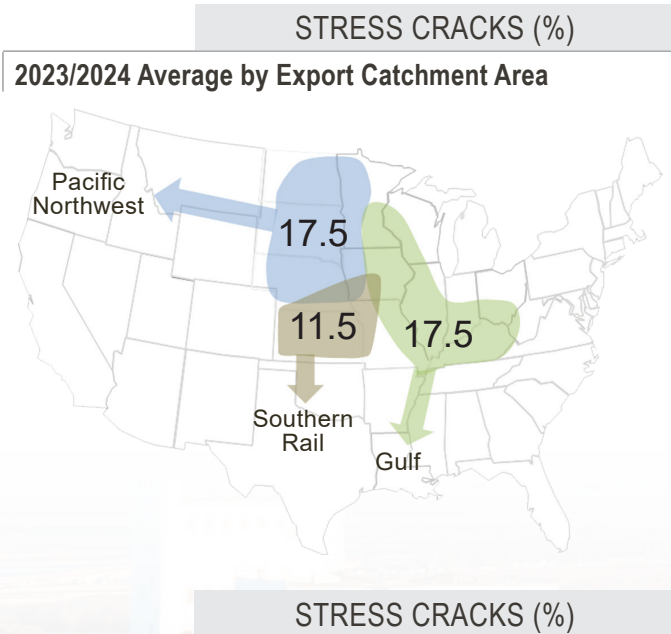 STRESS CRACKS (%)
2023/2024 Average by Export Catchment Area
Pacific
Northwest
17.5
11.5
17.5
Southern
Rail
Gulf
STRESS CRACKS (%)